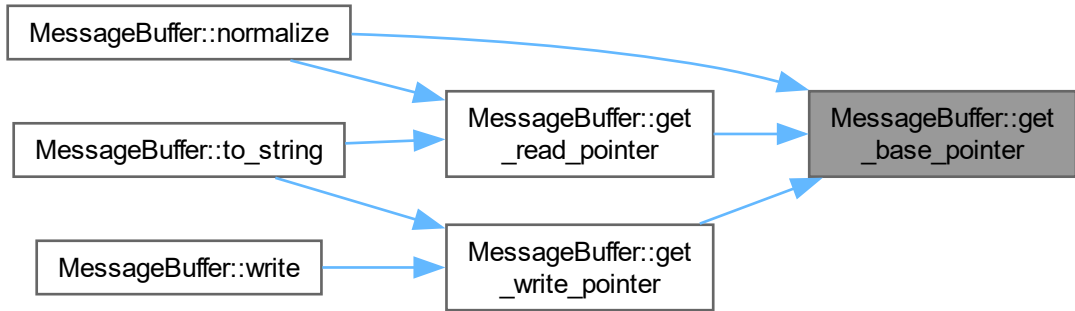 MessageBuffer::normalize
MessageBuffer::get
_read_pointer
MessageBuffer::get
_base_pointer
MessageBuffer::to_string
MessageBuffer::get
_write_pointer
MessageBuffer::write